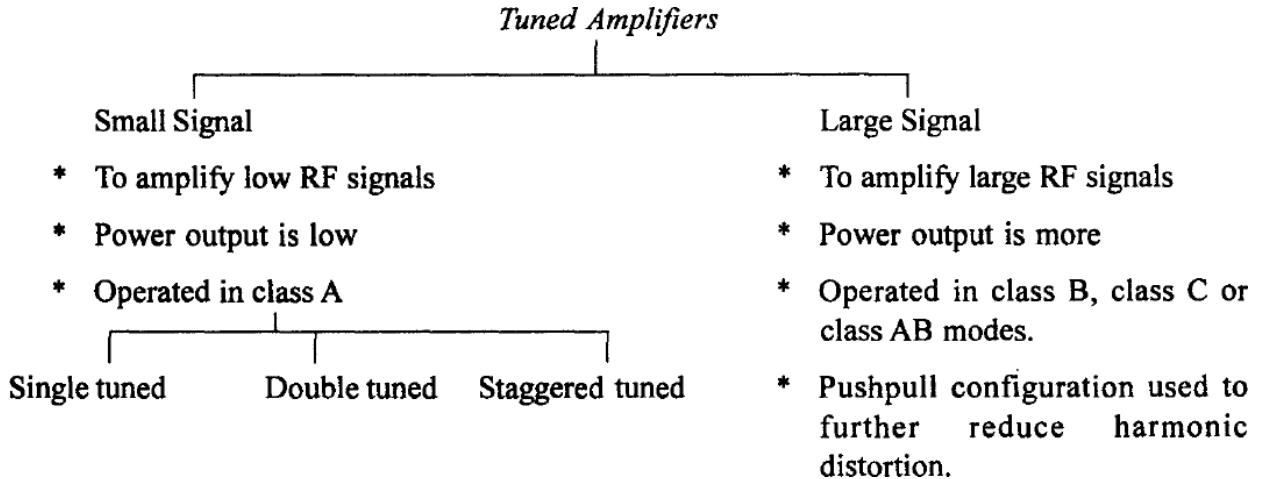 Tuned Amplifiers
Small Signal
* To amplify low RF signals
* Power output is low
* Operated in class A
Single tuned Double tuned Staggered tuned
Large Signal
* To amplify large RF signals
* Power output is more
* Operated in class B, class C or
class AB modes.
* Pushpull configuration used to
further reduce harmonic
distortion.